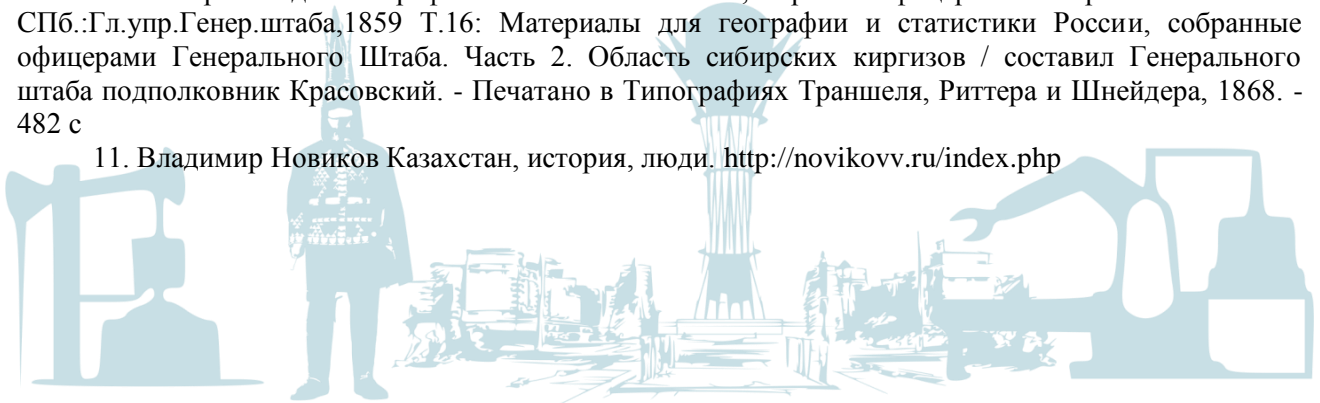 СПб.:Гл.упр.Генер.штаба,1859 Т.16: Материалы для географии и статистики России, собранные
офицерами Генерального Штаба. Часть 2. Область сибирских киргизов / составил Генерального
штаба подполковник Красовский. - Печатано в Типографиях Траншеля, Риттера и Шнейдера, 1868. -
482 с
11. Владимир Новиков Казахстан, история, люди. http://novikovv.ru/index.php